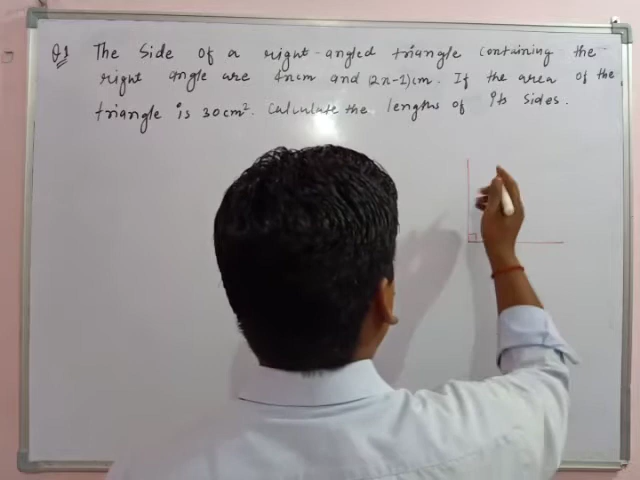 Q1 The Side of a right-angled triangle containing the
right angle are 4x cm and (2x-1)cm. If the area of the
triangle is 30cm². Calculate the lengths of its sides.